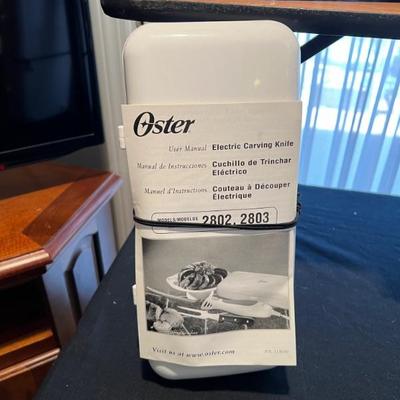 Oster
User Manual Electric Carving Knife
Manual de Instrucciones Cuchillo de Trinchar
Eléctrico
Manuel d'Instructions Couteau à Découper
Électrique
MODELS/MODELOS 2802, 2803
Visit us at www.oster.com